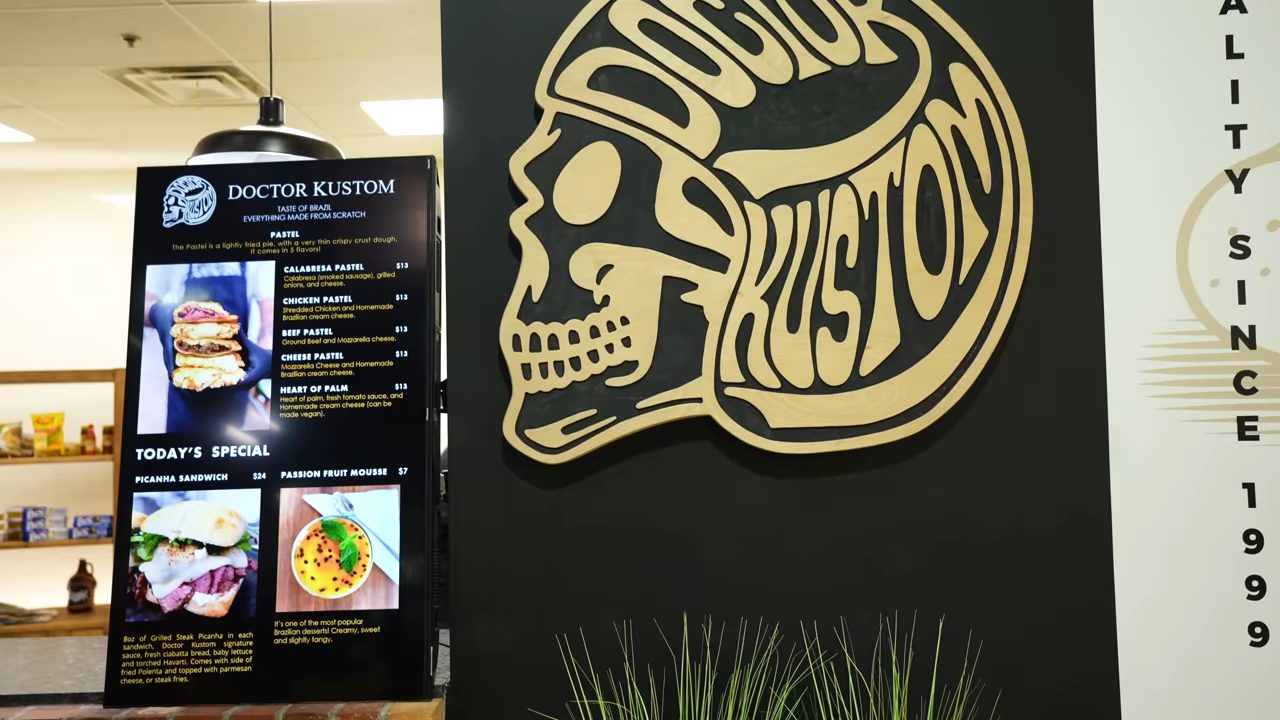 DOCTOR KUSTOM
TASTE OF BRAZIL
EVERYTHING MADE FROM SCRATCH
PASTEL
The Pastel is a lightly fried pie, with a very thin crispy crust dough.
It comes in 5 flavors!
CALABRESA PASTEL $13
Calabresa (smoked sausage), grilled
onions, and cheese.
CHICKEN PASTEL $13
Shredded Chicken and Homemade
Brazilian cream cheese.
BEEF PASTEL $13
Ground Beef and Mozzarella cheese.
CHEESE PASTEL $13
Mozzarella Cheese and Homemade
Brazilian cream cheese.
HEART OF PALM $13
Heart of palm, fresh tomato sauce, and
Homemade cream cheese (can be
made vegan).
TODAY'S SPECIAL
PICANHA SANDWICH $24
8oz of Grilled Steak Picanha in each
sandwich, Doctor Kustom signature
sauce, fresh ciabatta bread, baby lettuce
and torched Havarti. Comes with side of
fried Polenta and topped with parmesan
cheese, or steak fries.
PASSION FRUIT MOUSSE $7
It's one of the most popular
Brazilian desserts! Creamy, sweet
and slightly tangy.
DOCTOR
KUSTOM
DOCTOR
KUSTOM
ALITY SINCE 1999